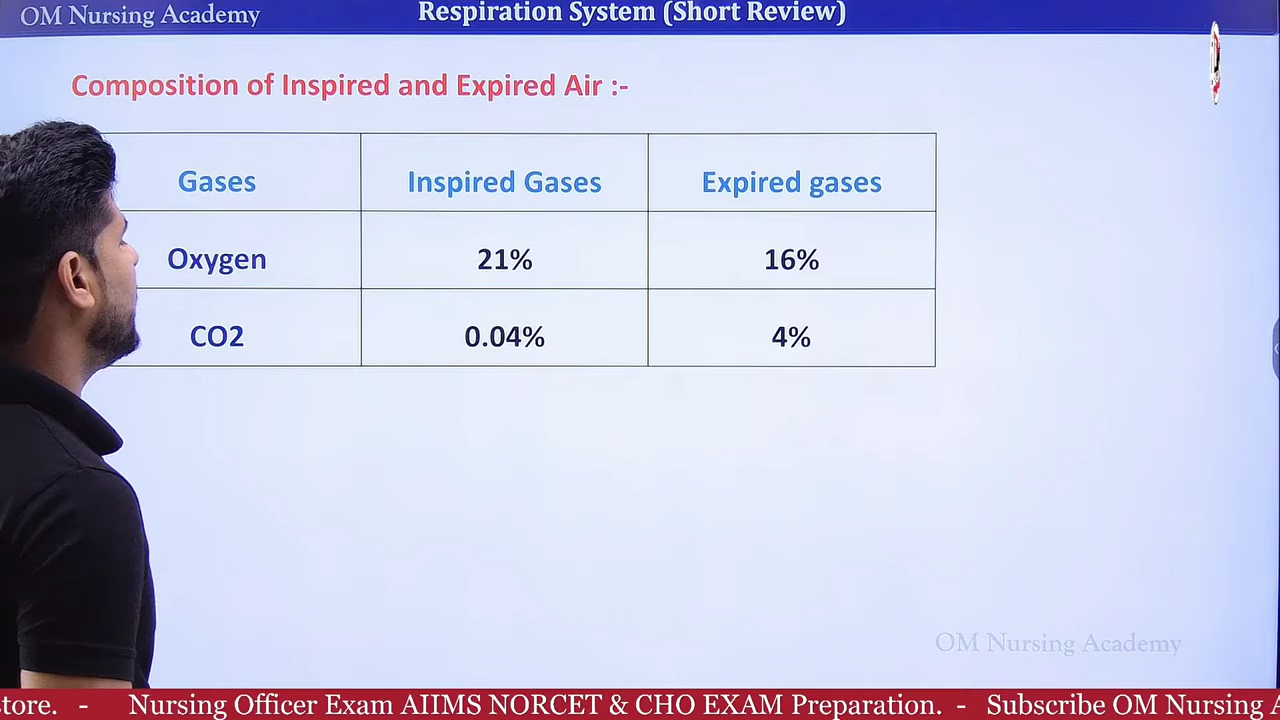 OM Nursing Academy
Respiration System (Short Review)
Composition of Inspired and Expired Air :-
Gases Inspired Gases Expired gases
Oxygen 21% 16%
CO2 0.04% 4%
OM Nursing Academy
- Nursing Officer Exam AIIMS NORCET & CHO EXAM Preparation. - Subscribe OM Nursing